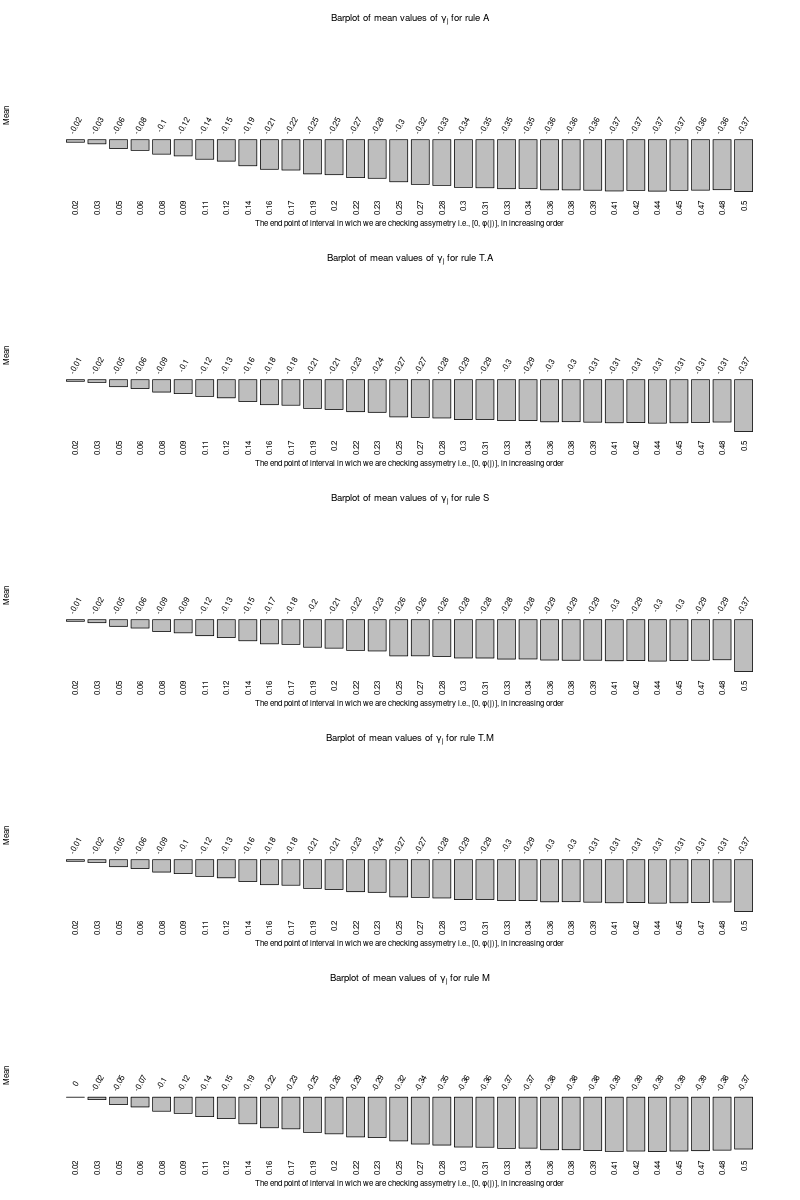 Barplot of mean values of γj for rule A
Mean
-0.02 -0.03 -0.06 -0.08 -0.1 -0.12 -0.14 -0.15 -0.19 -0.21 -0.22 -0.25 -0.25 -0.27 -0.28 -0.3 -0.32 -0.33 -0.34 -0.35 -0.35 -0.35 -0.36 -0.36 -0.36 -0.37 -0.37 -0.37 -0.37 -0.36 -0.36 -0.37
0.02 0.03 0.05 0.06 0.08 0.09 0.11 0.12 0.14 0.16 0.17 0.19 0.2 0.22 0.23 0.25 0.27 0.28 0.3 0.31 0.33 0.34 0.36 0.38 0.39 0.41 0.42 0.44 0.45 0.47 0.48 0.5
The end point of interval in wich we are checking assymetry i.e., [0, φ(j)], in increasing order
Barplot of mean values of γj for rule T.A
Mean
-0.01 -0.02 -0.05 -0.06 -0.09 -0.1 -0.12 -0.13 -0.16 -0.18 -0.18 -0.21 -0.21 -0.23 -0.24 -0.27 -0.27 -0.28 -0.29 -0.29 -0.3 -0.29 -0.3 -0.3 -0.31 -0.31 -0.31 -0.31 -0.31 -0.31 -0.31 -0.37
0.02 0.03 0.05 0.06 0.08 0.09 0.11 0.12 0.14 0.16 0.17 0.19 0.2 0.22 0.23 0.25 0.27 0.28 0.3 0.31 0.33 0.34 0.36 0.38 0.39 0.41 0.42 0.44 0.45 0.47 0.48 0.5
The end point of interval in wich we are checking assymetry i.e., [0, φ(j)], in increasing order
Barplot of mean values of γj for rule S
Mean
-0.01 -0.02 -0.05 -0.06 -0.09 -0.09 -0.12 -0.13 -0.15 -0.17 -0.18 -0.2 -0.21 -0.22 -0.23 -0.26 -0.26 -0.26 -0.28 -0.28 -0.28 -0.28 -0.29 -0.29 -0.29 -0.3 -0.29 -0.3 -0.3 -0.29 -0.29 -0.37
0.02 0.03 0.05 0.06 0.08 0.09 0.11 0.12 0.14 0.16 0.17 0.19 0.2 0.22 0.23 0.25 0.27 0.28 0.3 0.31 0.33 0.34 0.36 0.38 0.39 0.41 0.42 0.44 0.45 0.47 0.48 0.5
The end point of interval in wich we are checking assymetry i.e., [0, φ(j)], in increasing order
Barplot of mean values of γj for rule T.M
Mean
-0.01 -0.02 -0.05 -0.06 -0.09 -0.1 -0.12 -0.13 -0.16 -0.18 -0.18 -0.21 -0.21 -0.23 -0.24 -0.27 -0.27 -0.28 -0.29 -0.29 -0.3 -0.29 -0.3 -0.3 -0.31 -0.31 -0.31 -0.31 -0.31 -0.31 -0.31 -0.37
0.02 0.03 0.05 0.06 0.08 0.09 0.11 0.12 0.14 0.16 0.17 0.19 0.2 0.22 0.23 0.25 0.27 0.28 0.3 0.31 0.33 0.34 0.36 0.38 0.39 0.41 0.42 0.44 0.45 0.47 0.48 0.5
The end point of interval in wich we are checking assymetry i.e., [0, φ(j)], in increasing order
Barplot of mean values of γj for rule M
Mean
0 -0.02 -0.05 -0.07 -0.1 -0.12 -0.14 -0.15 -0.19 -0.22 -0.23 -0.25 -0.26 -0.29 -0.29 -0.32 -0.34 -0.35 -0.36 -0.36 -0.37 -0.37 -0.38 -0.38 -0.38 -0.39 -0.39 -0.39 -0.39 -0.39 -0.38 -0.37
0.02 0.03 0.05 0.06 0.08 0.09 0.11 0.12 0.14 0.16 0.17 0.19 0.2 0.22 0.23 0.25 0.27 0.28 0.3 0.31 0.33 0.34 0.36 0.38 0.39 0.41 0.42 0.44 0.45 0.47 0.48 0.5
The end point of interval in wich we are checking assymetry i.e., [0, φ(j)], in increasing order